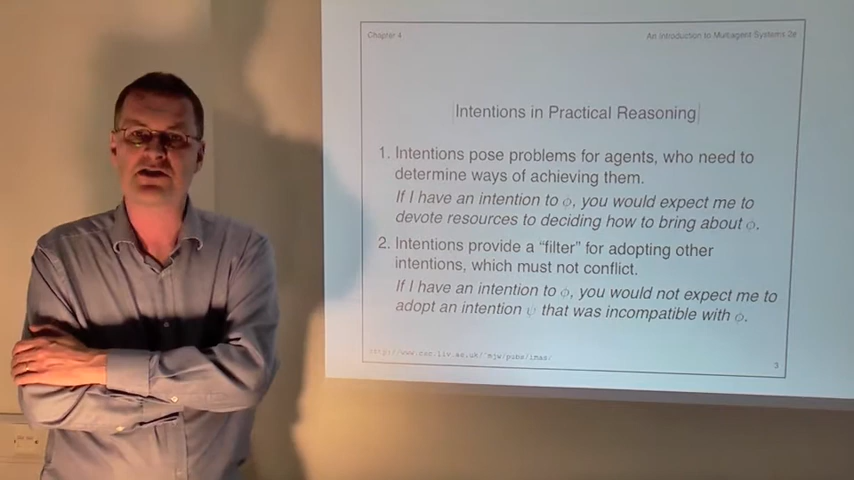 Chapter 4
An Introduction to Multiagent Systems 2e
Intentions in Practical Reasoning
1. Intentions pose problems for agents, who need to
determine ways of achieving them.
If I have an intention to ϕ, you would expect me to
devote resources to deciding how to bring about ϕ.
2. Intentions provide a “filter” for adopting other
intentions, which must not conflict.
If I have an intention to ϕ, you would not expect me to
adopt an intention ψ that was incompatible with ϕ.
http://www.csc.liv.ac.uk/~mjw/pubs/imas/
3